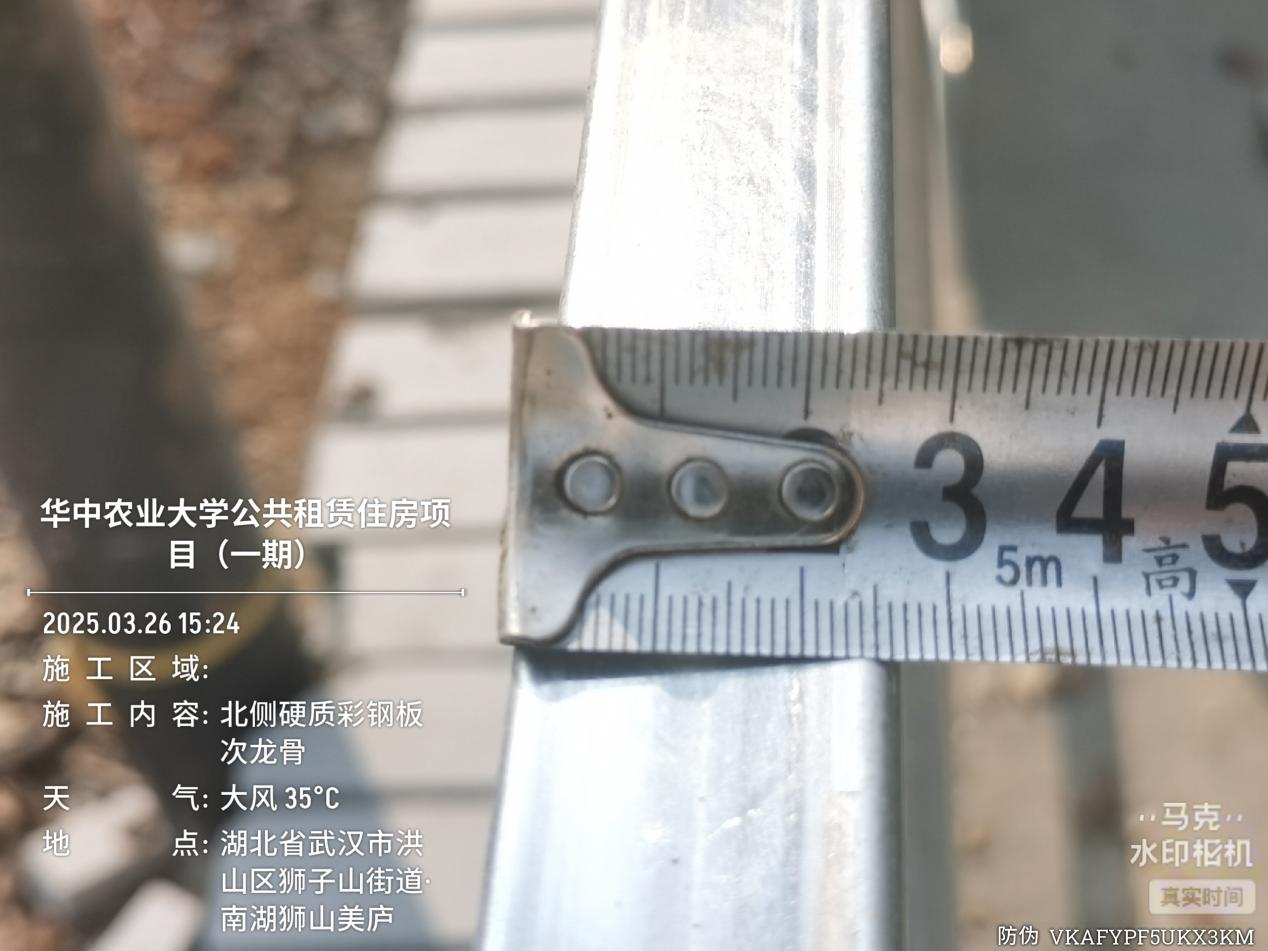 3 4 5
5m
高
华中农业大学公共租赁住房项
目（一期）
2025.03.26 15:24
施工区域:
施工内容: 北侧硬质彩钢板
次龙骨
天气: 大风 35°C
地点: 湖北省武汉市洪
山区狮子山街道·
南湖狮山美庐
马克
水印相机
真实时间
防伪 VKAFYPF5UKX3KM